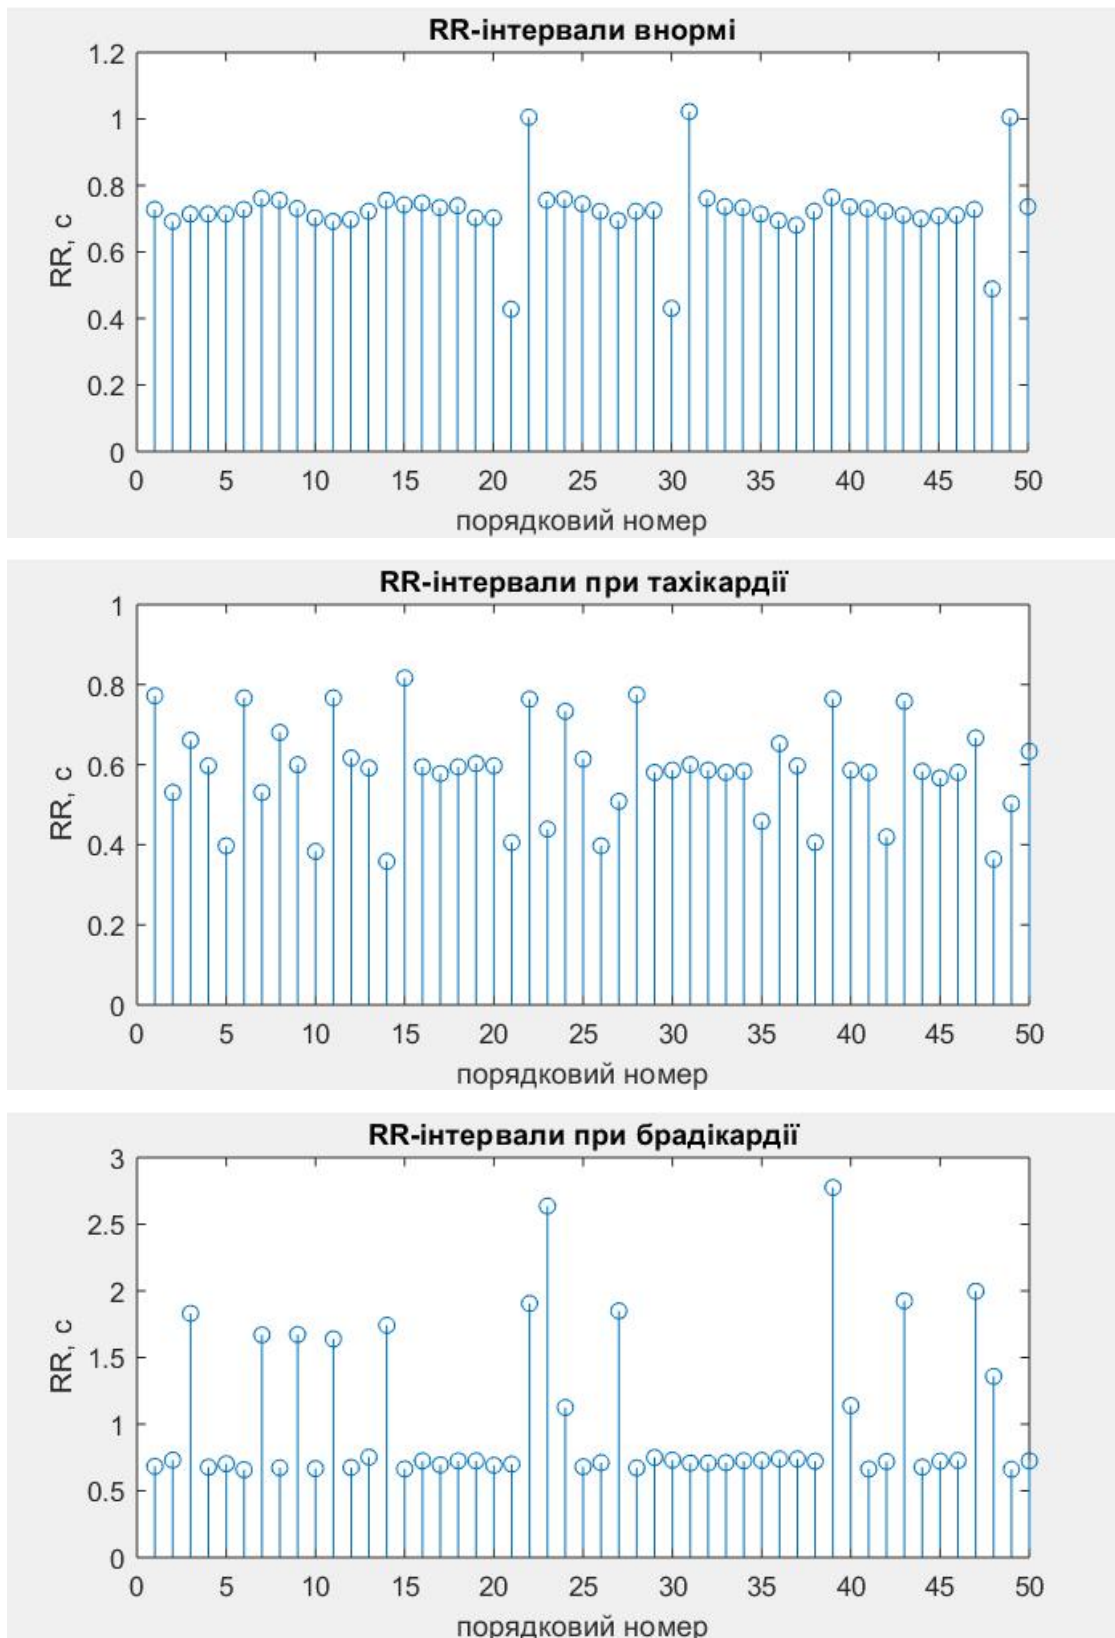 RR-інтервали внормі
1.2
1
0.8
0.6
0.4
0.2
0
RR, с
0 5 10 15 20 25 30 35 40 45 50
порядковий номер
RR-інтервали при тахікардії
1
0.8
0.6
0.4
0.2
0
RR, с
0 5 10 15 20 25 30 35 40 45 50
порядковий номер
RR-інтервали при брадікардії
3
2.5
2
1.5
1
0.5
0
RR, с
0 5 10 15 20 25 30 35 40 45 50
порядковий номер